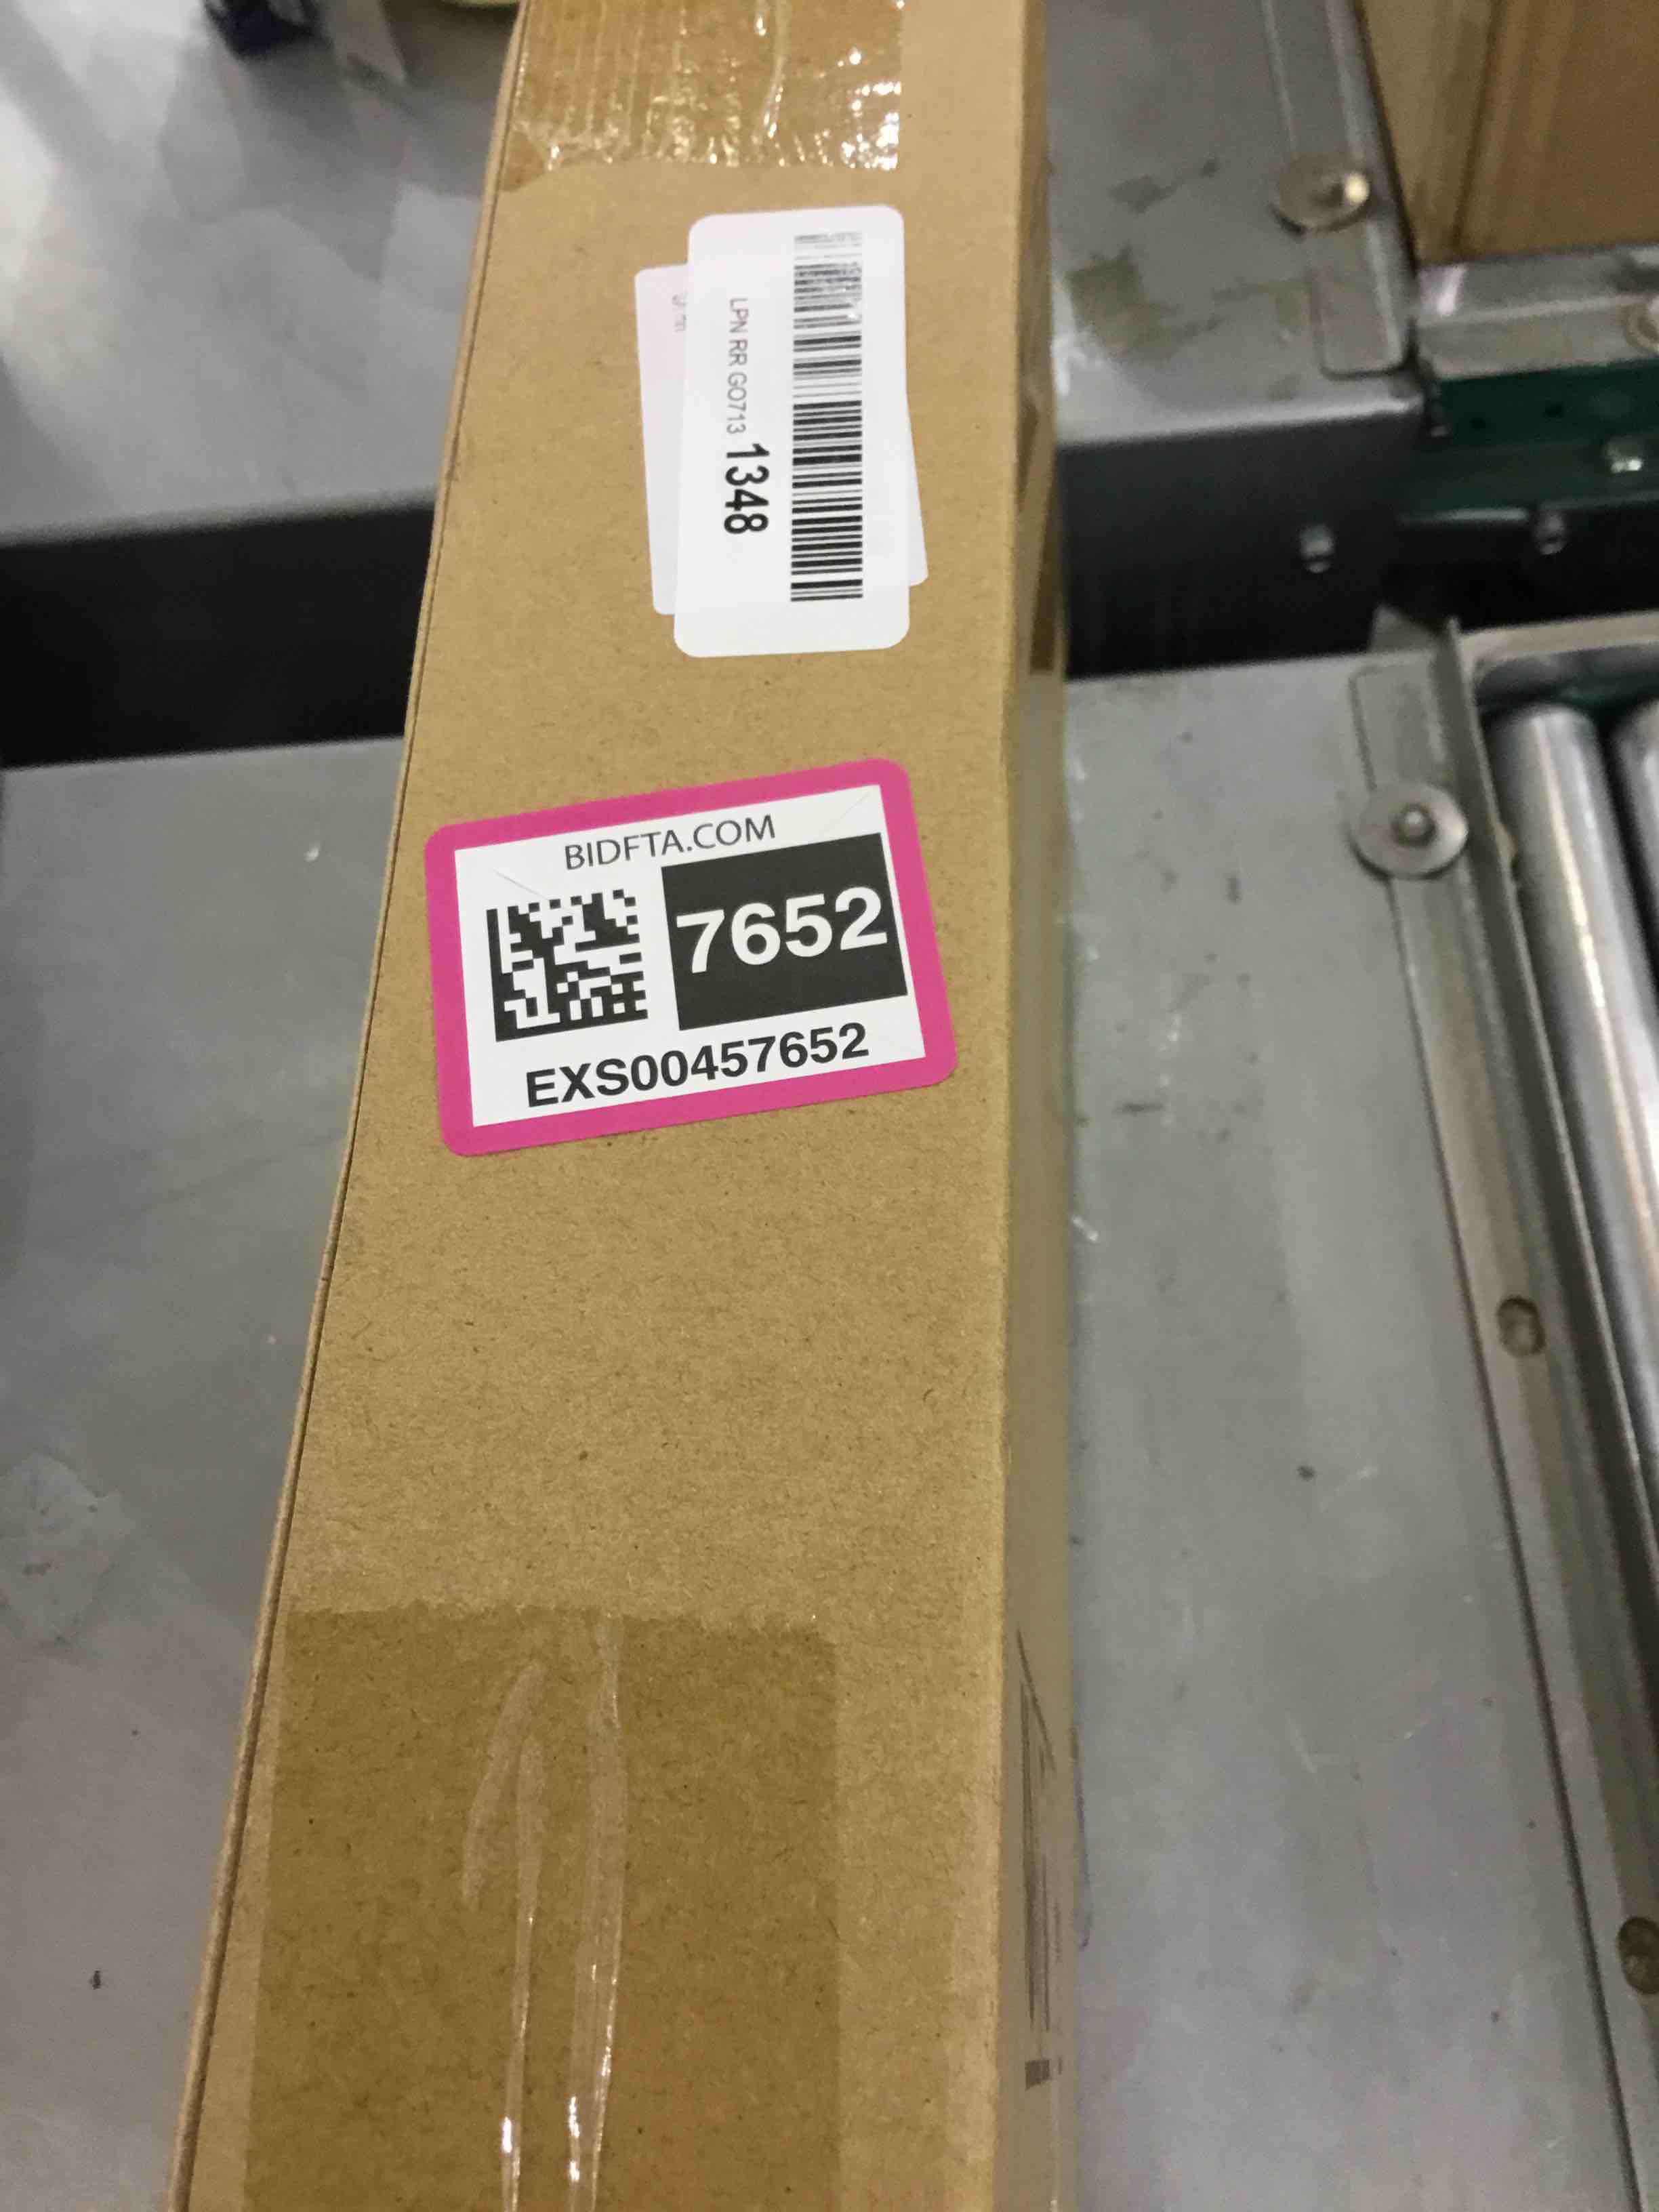 LPN RR GO713 1348
BIDFTA.COM
7652
EXS00457652